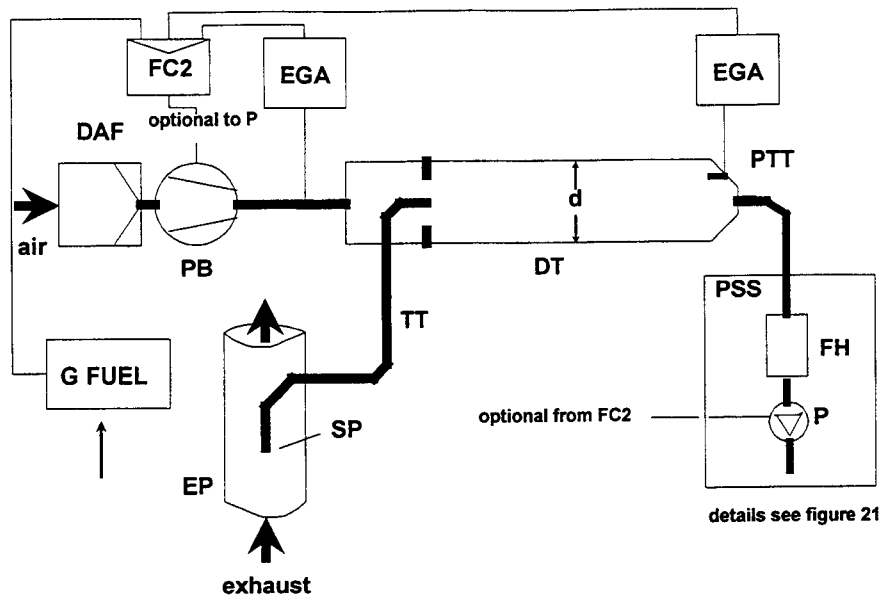 FC2
EGA
EGA
optional to P
DAF
PTT
d
air
PB
DT
PSS
TT
FH
G FUEL
optional from FC2
P
SP
EP
details see figure 21
exhaust